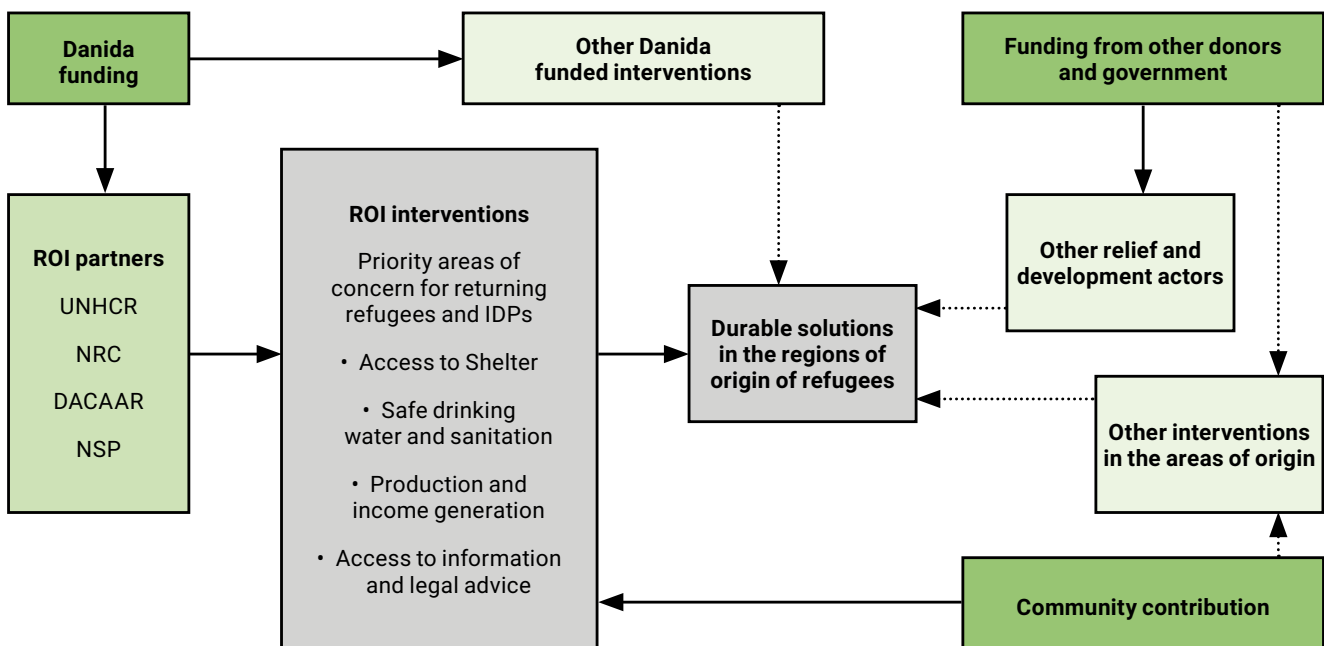 Danida
funding
Other Danida
funded interventions
Funding from other donors
and government
ROI partners
UNHCR
NRC
DACAAR
NSP
ROI interventions
Priority areas of
concern for returning
refugees and IDPs
• Access to Shelter
• Safe drinking
water and sanitation
• Production and
income generation
• Access to information
and legal advice
Durable solutions
in the regions of
origin of refugees
Other relief and
development actors
Other interventions
in the areas of origin
Community contribution